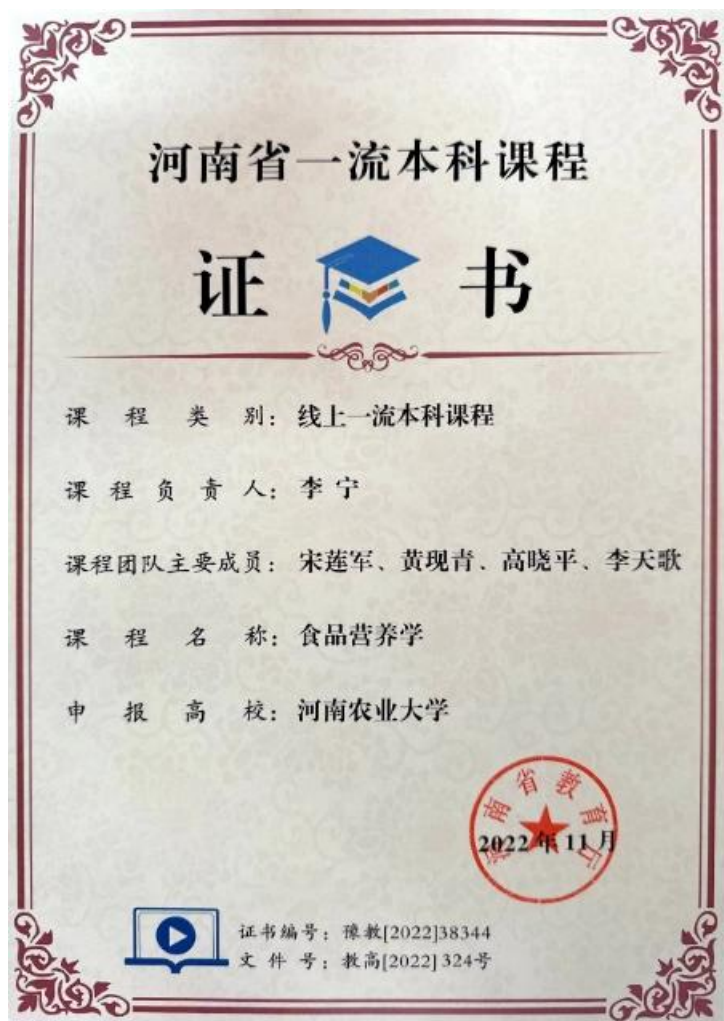 河南省一流本科课程
证书
课程类别：线上一流本科课程
课程负责人：李宁
课程团队主要成员：宋莲军、黄现青、高晓平、李天歌
课程名称：食品营养学
申报高校：河南农业大学
河南省教育厅
2022年11月
证书编号：豫教[2022]38344
文件号：教高[2022]324号